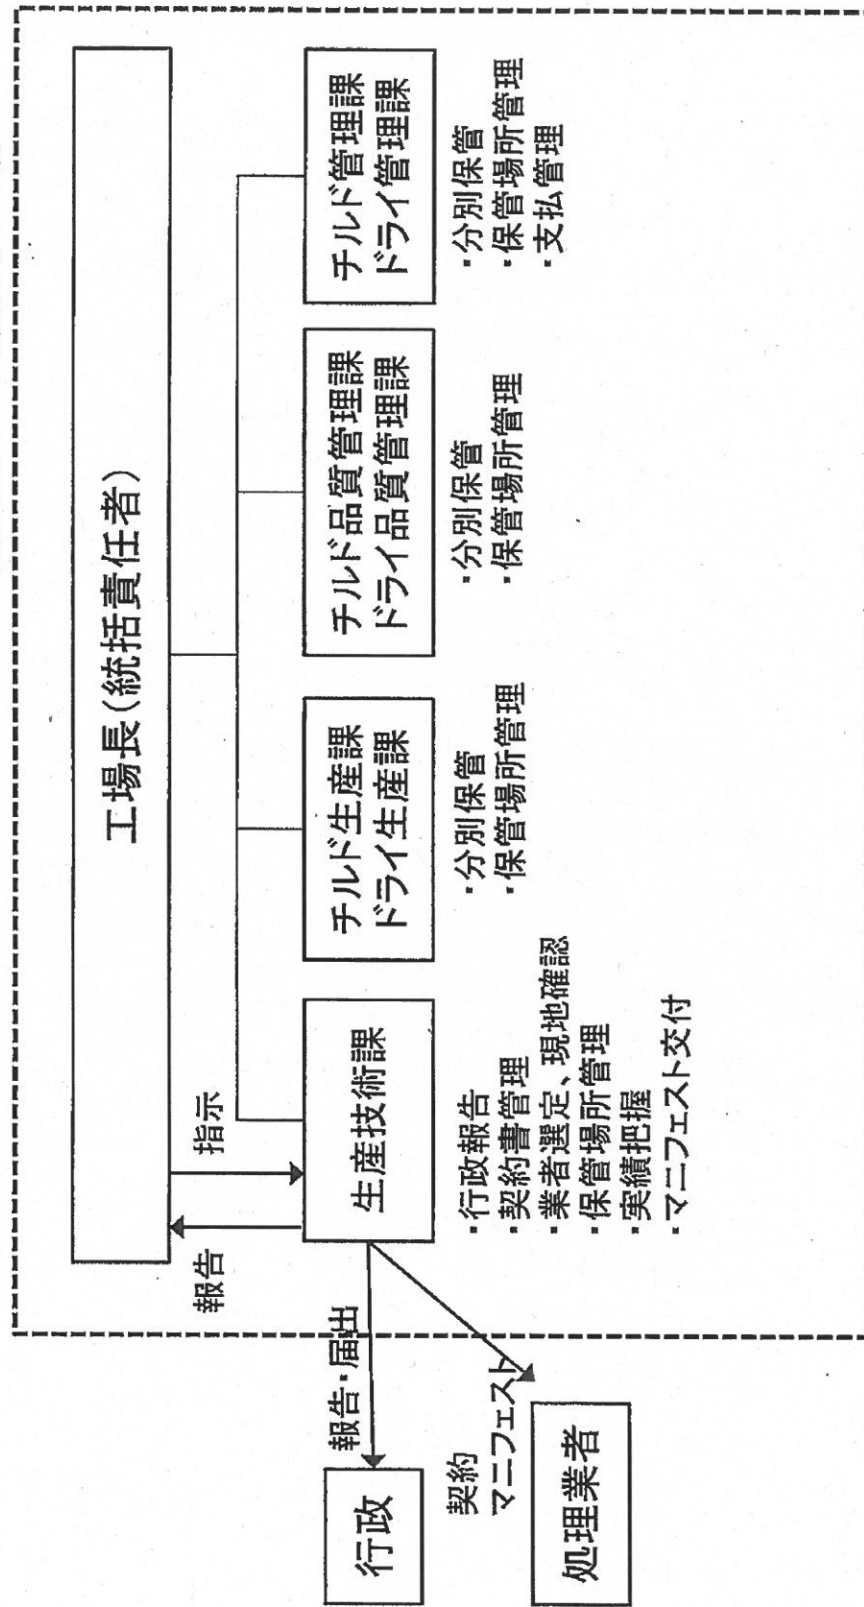 工場長(統括責任者)
報告
指示
生産技術課
・行政報告
・契約書管理
・業者選定、現地確認
・保管場所管理
・実績把握
・マニフェスト交付
チルド生産課
ドライ生産課
・分別保管
・保管場所管理
チルド品質管理課
ドライ品質管理課
・分別保管
・保管場所管理
チルド管理課
ドライ管理課
・分別保管
・保管場所管理
・支払管理
報告・届出
行政
契約
マニフェスト
処理業者